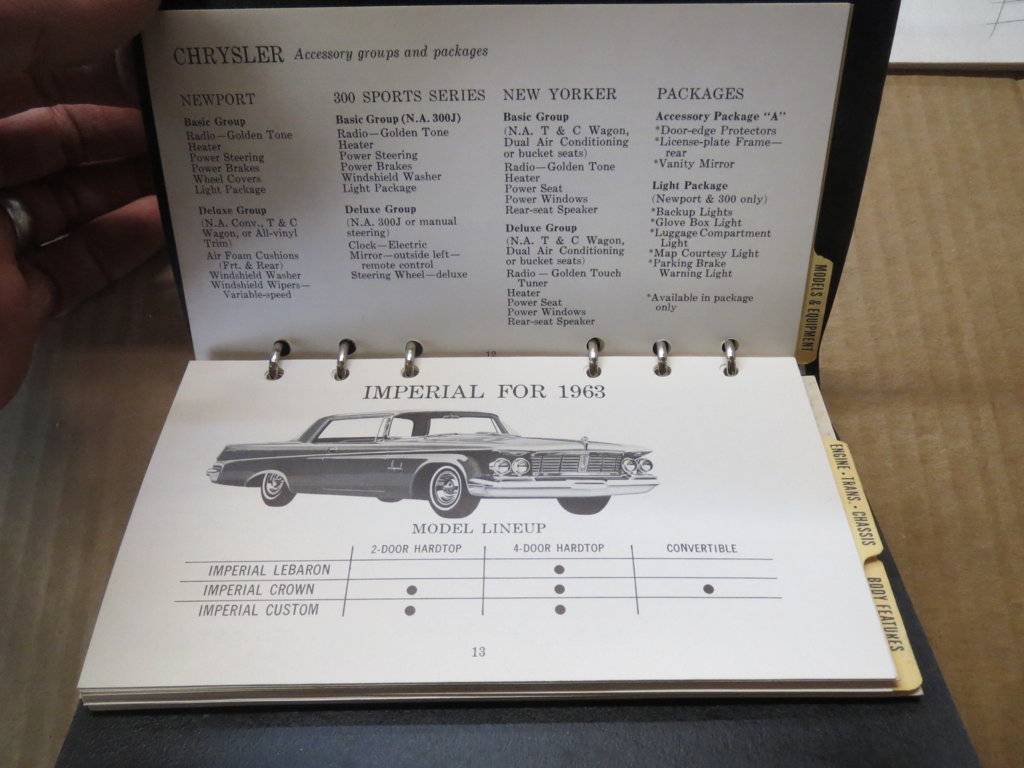 CHRYSLER Accessory groups and packages
NEWPORT
Basic Group
Radio—Golden Tone
Heater
Power Steering
Power Brakes
Wheel Covers
Light Package
Deluxe Group
(N.A. Conv., T & C
Wagon, or All-vinyl
Trim)
Air Foam Cushions
(Frt. & Rear)
Windshield Washer
Windshield Wipers—
Variable-speed
300 SPORTS SERIES
Basic Group (N.A. 300J)
Radio—Golden Tone
Heater
Power Steering
Power Brakes
Windshield Washer
Light Package
Deluxe Group
(N.A. 300J or manual
steering)
Clock—Electric
Mirror—outside left—
remote control
Steering Wheel—deluxe
NEW YORKER
Basic Group
(N.A. T & C Wagon,
Dual Air Conditioning
or bucket seats)
Radio—Golden Tone
Heater
Power Seat
Power Windows
Rear-seat Speaker
Deluxe Group
(N.A. T & C Wagon,
Dual Air Conditioning
or bucket seats)
Radio — Golden Touch
Tuner
Heater
Power Seat
Power Windows
Rear-seat Speaker
PACKAGES
Accessory Package "A"
*Door-edge Protectors
*License-plate Frame—
rear
*Vanity Mirror
Light Package
(Newport & 300 only)
*Backup Lights
*Glove Box Light
*Luggage Compartment
Light
*Map Courtesy Light
*Parking Brake
Warning Light
*Available in package
only
12
MODELS & EQUIPMENT
IMPERIAL FOR 1963
MODEL LINEUP
2-DOOR HARDTOP 4-DOOR HARDTOP CONVERTIBLE
IMPERIAL LEBARON ●
IMPERIAL CROWN ● ● ●
IMPERIAL CUSTOM ● ●
13
ENGINE • TRANS. • CHASSIS
BODY FEATURES